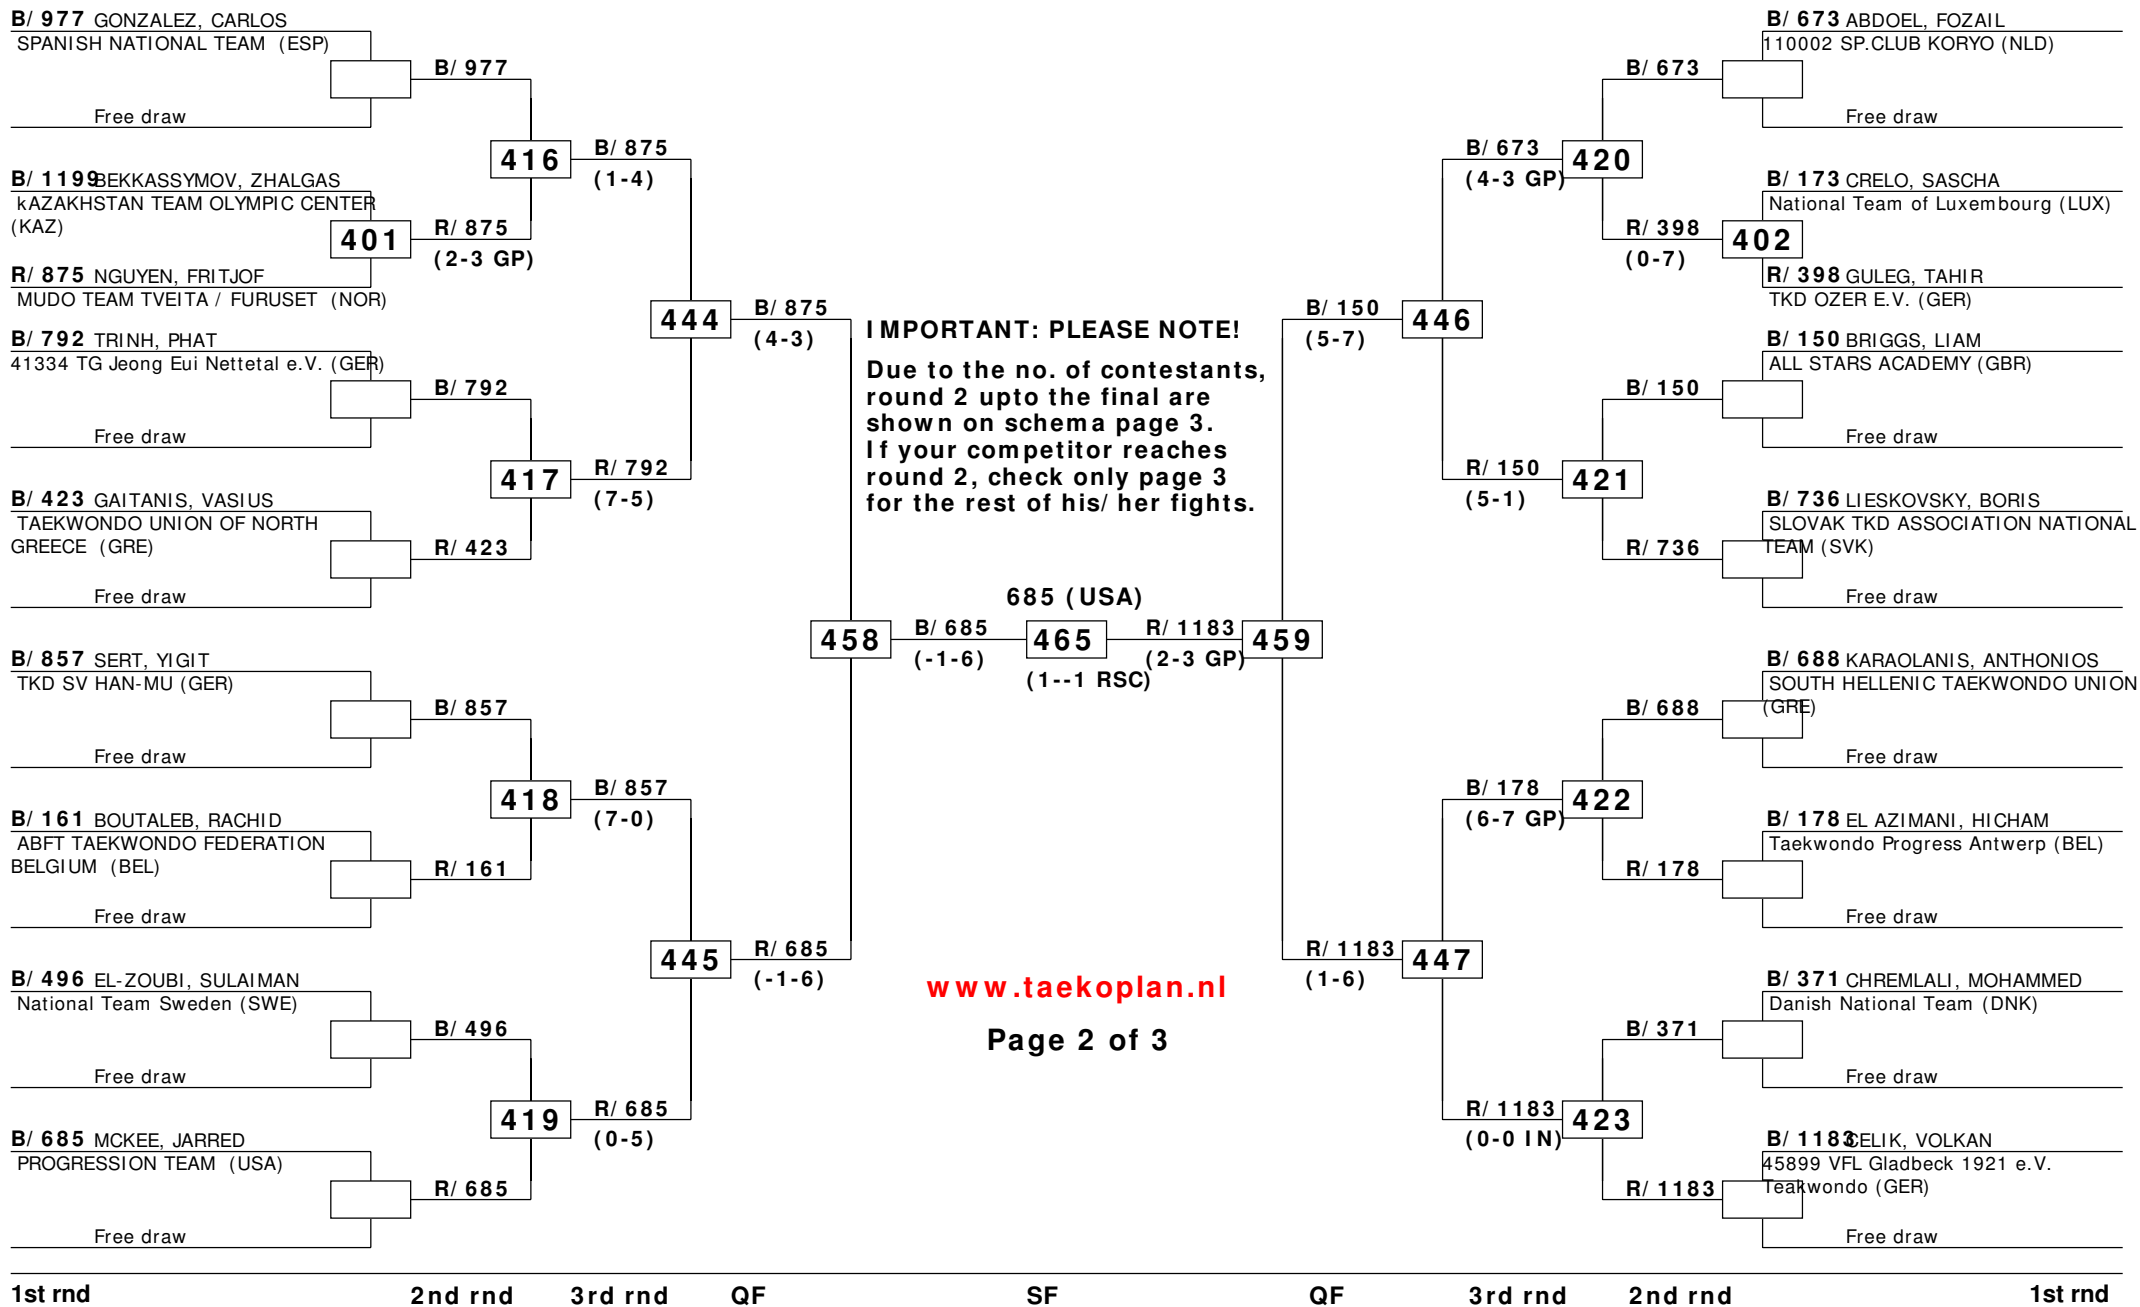 B/ 977 GONZALEZ, CARLOS
SPANISH NATIONAL TEAM (ESP)
Free draw
B/ 977
B/ 1199 BEKKASSYMOV, ZHALGAS
kAZAKHSTAN TEAM OLYMPIC CENTER
(KAZ)
401
R/ 875
(2-3 GP)
R/ 875 NGUYEN, FRITJOF
MUDO TEAM TVEITA / FURUSET (NOR)
416
B/ 875
(1-4)
B/ 792 TRINH, PHAT
41334 TG Jeong Eui Nettetal e.V. (GER)
Free draw
B/ 792
B/ 423 GAITANIS, VASIUS
TAEKWONDO UNION OF NORTH
GREECE (GRE)
Free draw
R/ 423
417
R/ 792
(7-5)
444
B/ 875
(4-3)
B/ 857 SERT, YIGIT
TKD SV HAN-MU (GER)
Free draw
B/ 857
B/ 161 BOUTALEB, RACHID
ABFT TAEKWONDO FEDERATION
BELGIUM (BEL)
Free draw
R/ 161
418
B/ 857
(7-0)
B/ 496 EL-ZOUBI, SULAIMAN
National Team Sweden (SWE)
Free draw
B/ 496
B/ 685 MCKEE, JARRED
PROGRESSION TEAM (USA)
Free draw
R/ 685
419
R/ 685
(0-5)
445
R/ 685
(-1-6)
458
B/ 685
(-1-6)
IMPORTANT: PLEASE NOTE!
Due to the no. of contestants,
round 2 upto the final are
shown on schema page 3.
If your competitor reaches
round 2, check only page 3
for the rest of his/ her fights.
685 (USA)
465
(1--1 RSC)
R/ 1183
(2-3 GP)
459
www.taekoplan.nl
Page 2 of 3
B/ 150
(5-7)
446
B/ 673
(4-3 GP)
420
B/ 673
B/ 673 ABDOEL, FOZAIL
110002 SP.CLUB KORYO (NLD)
Free draw
R/ 398
(0-7)
402
B/ 173 CRELO, SASCHA
National Team of Luxembourg (LUX)
R/ 398 GULEG, TAHIR
TKD OZER E.V. (GER)
R/ 150
(5-1)
421
B/ 150
B/ 150 BRIGGS, LIAM
ALL STARS ACADEMY (GBR)
Free draw
R/ 736
B/ 736 LIESKOVSKY, BORIS
SLOVAK TKD ASSOCIATION NATIONAL
TEAM (SVK)
Free draw
R/ 1183
(1-6)
447
B/ 178
(6-7 GP)
422
B/ 688
B/ 688 KARAOLANIS, ANTHONIOS
SOUTH HELLENIC TAEKWONDO UNION
(GRE)
Free draw
R/ 178
B/ 178 EL AZIMANI, HICHAM
Taekwondo Progress Antwerp (BEL)
Free draw
R/ 1183
(0-0 IN)
423
B/ 371
B/ 371 CHREMLALI, MOHAMMED
Danish National Team (DNK)
Free draw
R/ 1183
B/ 1183 CELIK, VOLKAN
45899 VFL Gladbeck 1921 e.V.
Teakwondo (GER)
Free draw
1st rnd 2nd rnd 3rd rnd QF SF QF 3rd rnd 2nd rnd 1st rnd